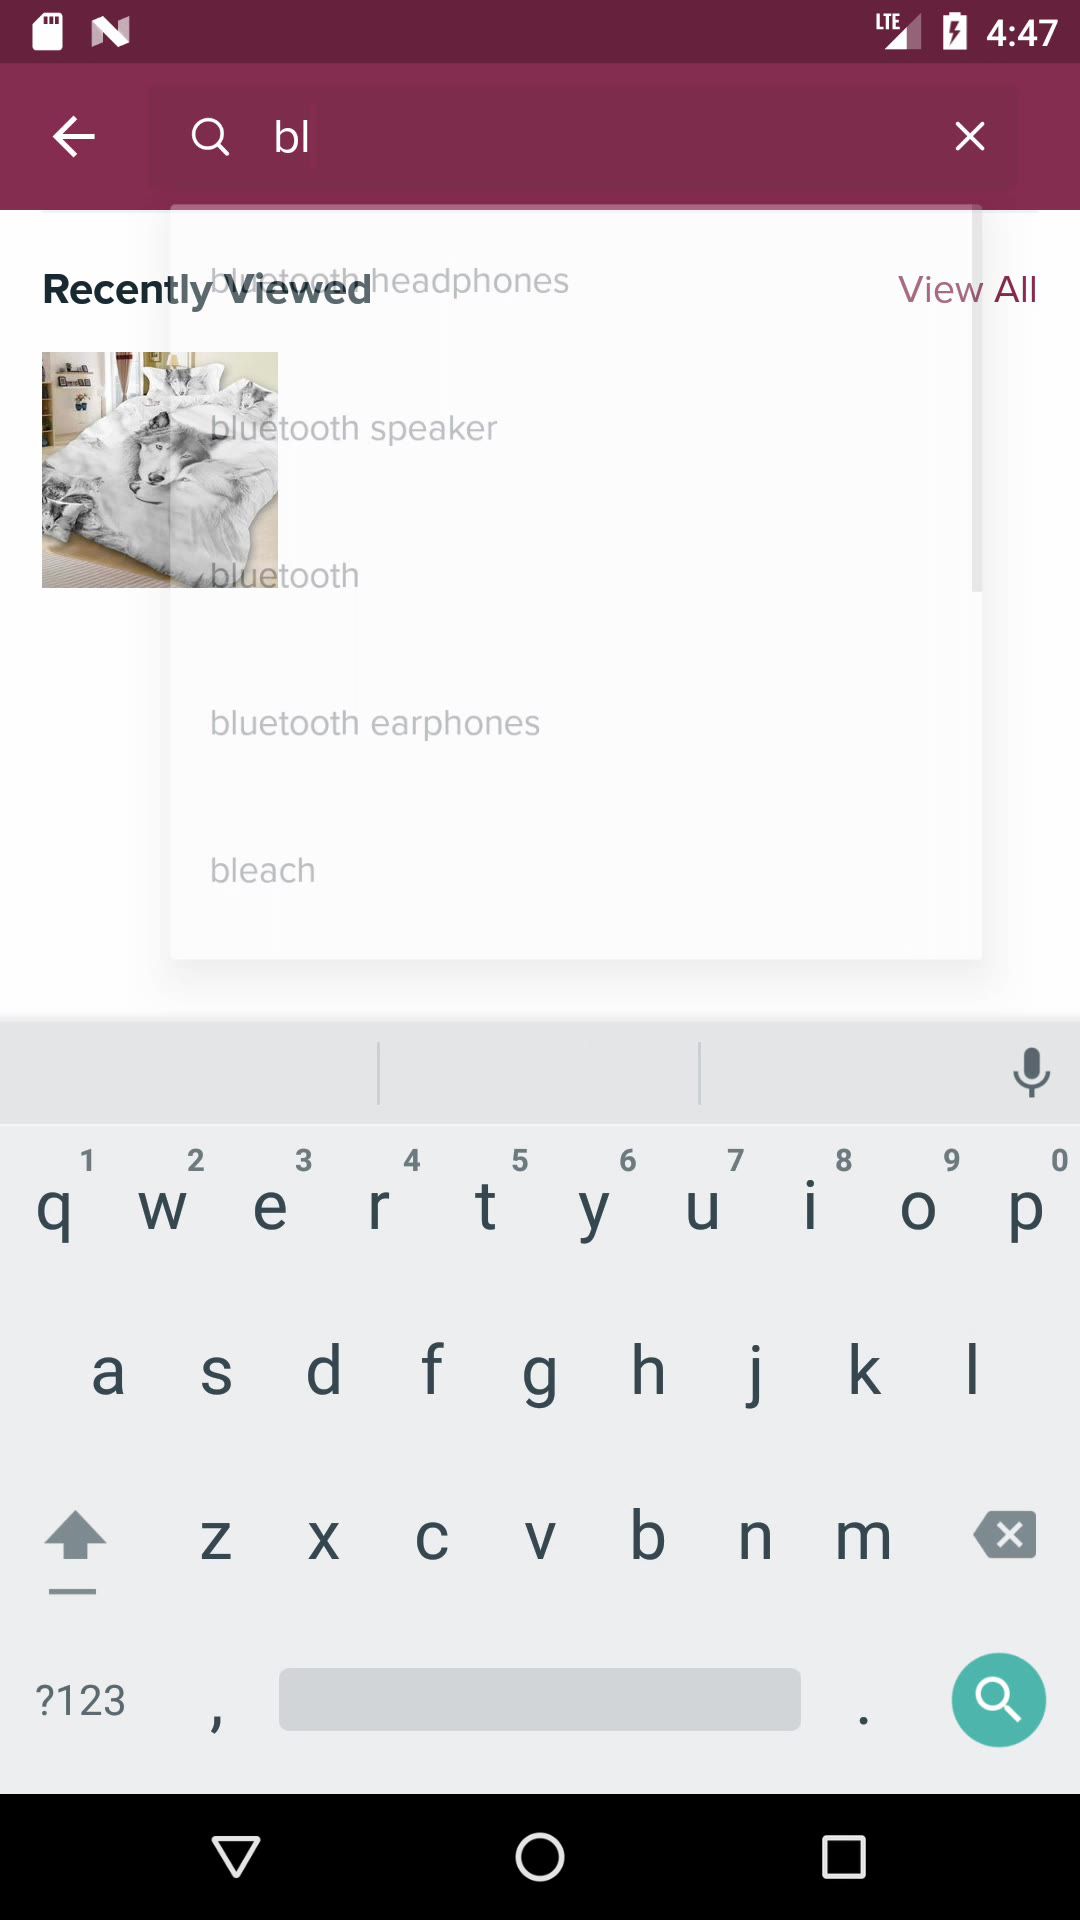 LTE 4:47
bl
Recently Viewed
View All
bluetooth headphones
bluetooth speaker
bluetooth
bluetooth earphones
bleach
1 2 3 4 5 6 7 8 9 0
q w e r t y u i o p
a s d f g h j k l
z x c v b n m
?123 , .